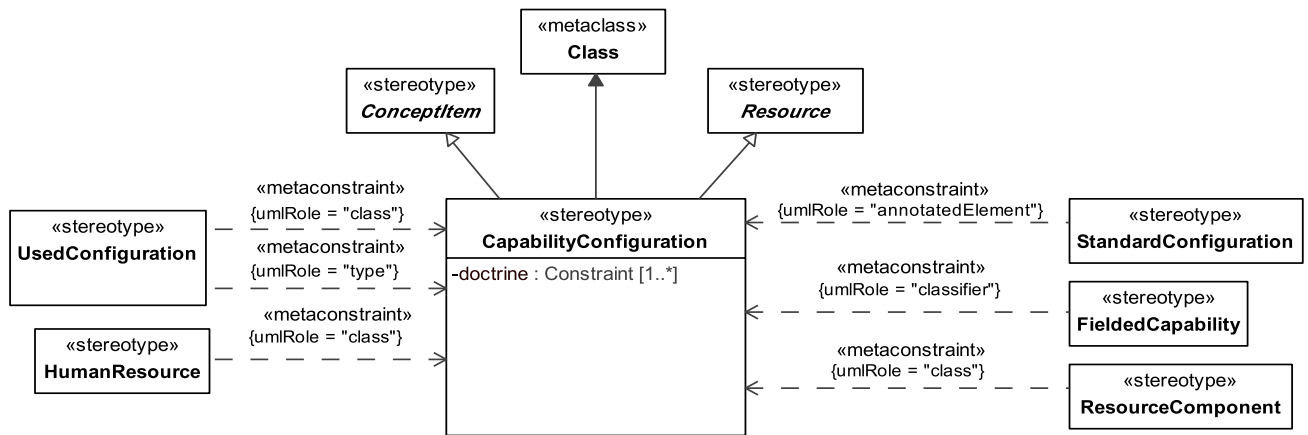 «metaclass»
Class
«stereotype»
ConceptItem
«stereotype»
Resource
«metaconstraint»
{umlRole = "class"}
«stereotype»
UsedConfiguration
«metaconstraint»
{umlRole = "type"}
«metaconstraint»
{umlRole = "class"}
«stereotype»
HumanResource
«stereotype»
CapabilityConfiguration
-doctrine : Constraint [1..*]
«metaconstraint»
{umlRole = "annotatedElement"}
«stereotype»
StandardConfiguration
«metaconstraint»
{umlRole = "classifier"}
«stereotype»
FieldedCapability
«metaconstraint»
{umlRole = "class"}
«stereotype»
ResourceComponent